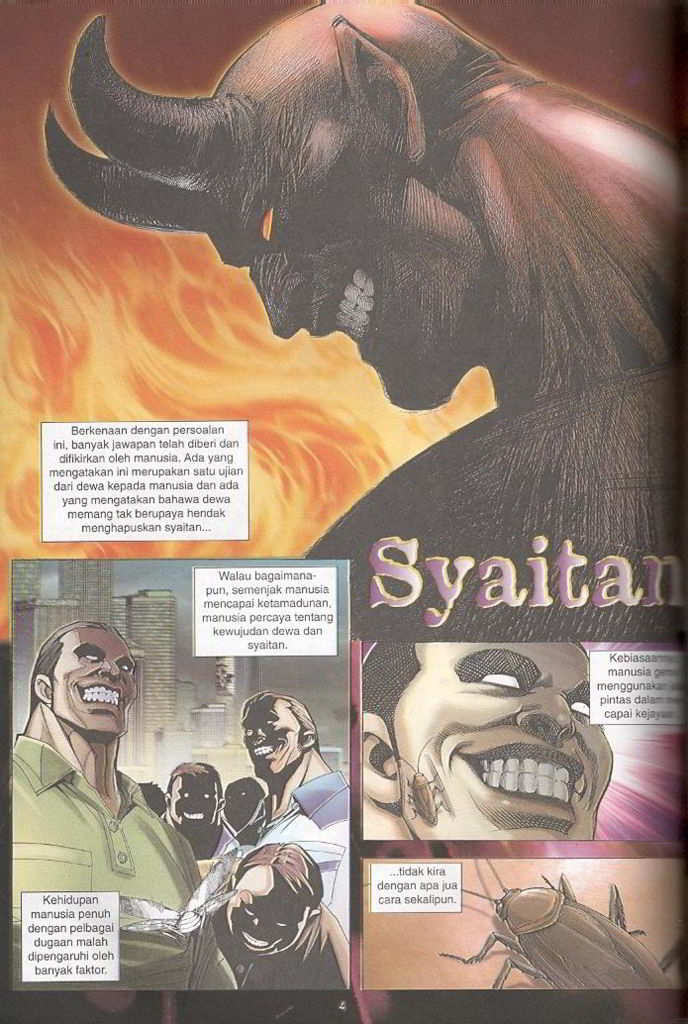 Berkenaan dengan persoalan
ini, banyak jawapan telah diberi dan
difikirkan oleh manusia. Ada yang
mengatakan ini merupakan satu ujian
dari dewa kepada manusia dan ada
yang mengatakan bahawa dewa
memang tak berupaya hendak
menghapuskan syaitan...
Syaitan
Walau bagaimana-
pun, semenjak manusia
mencapai ketamadunan,
manusia percaya tentang
kewujudan dewa dan
syaitan.
Kehidupan
manusia penuh
dengan pelbagai
dugaan malah
dipengaruhi oleh
banyak faktor.
manusia
menggunakan
pintas dalam
capai
...tidak kira
dengan apa jua
cara sekalipun.
4